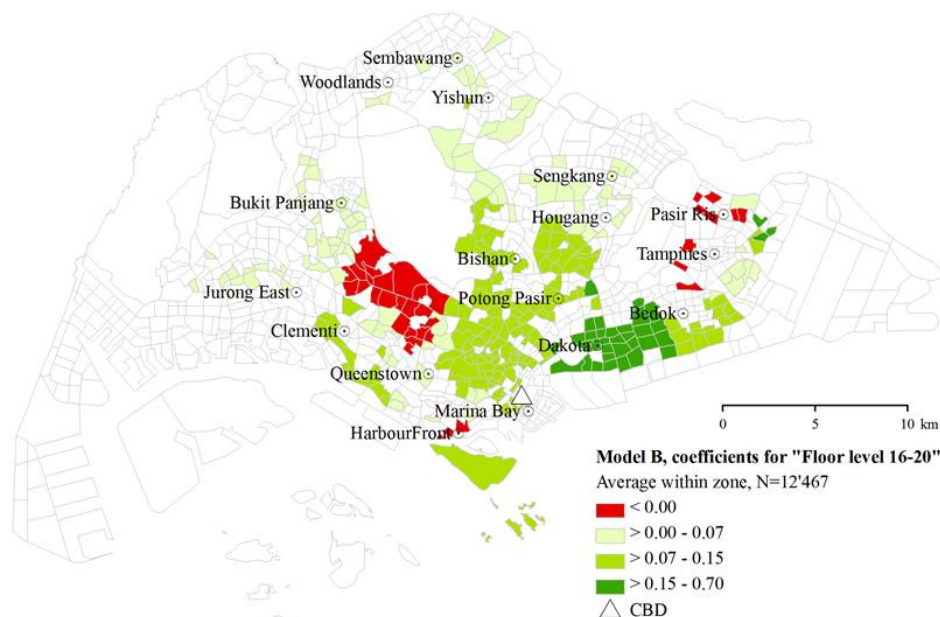 Sembawang
Woodlands
Yishun
Sengkang
Bukit Panjang
Hougang
Pasir Ris
Bishan
Tampines
Jurong East
Potong Pasir
Bedok
Clementi
Dakota
Queenstown
Marina Bay
HarbourFront
0 5 10 km
Model B, coefficients for "Floor level 16-20"
Average within zone, N=12'467
< 0.00
> 0.00 - 0.07
> 0.07 - 0.15
> 0.15 - 0.70
CBD